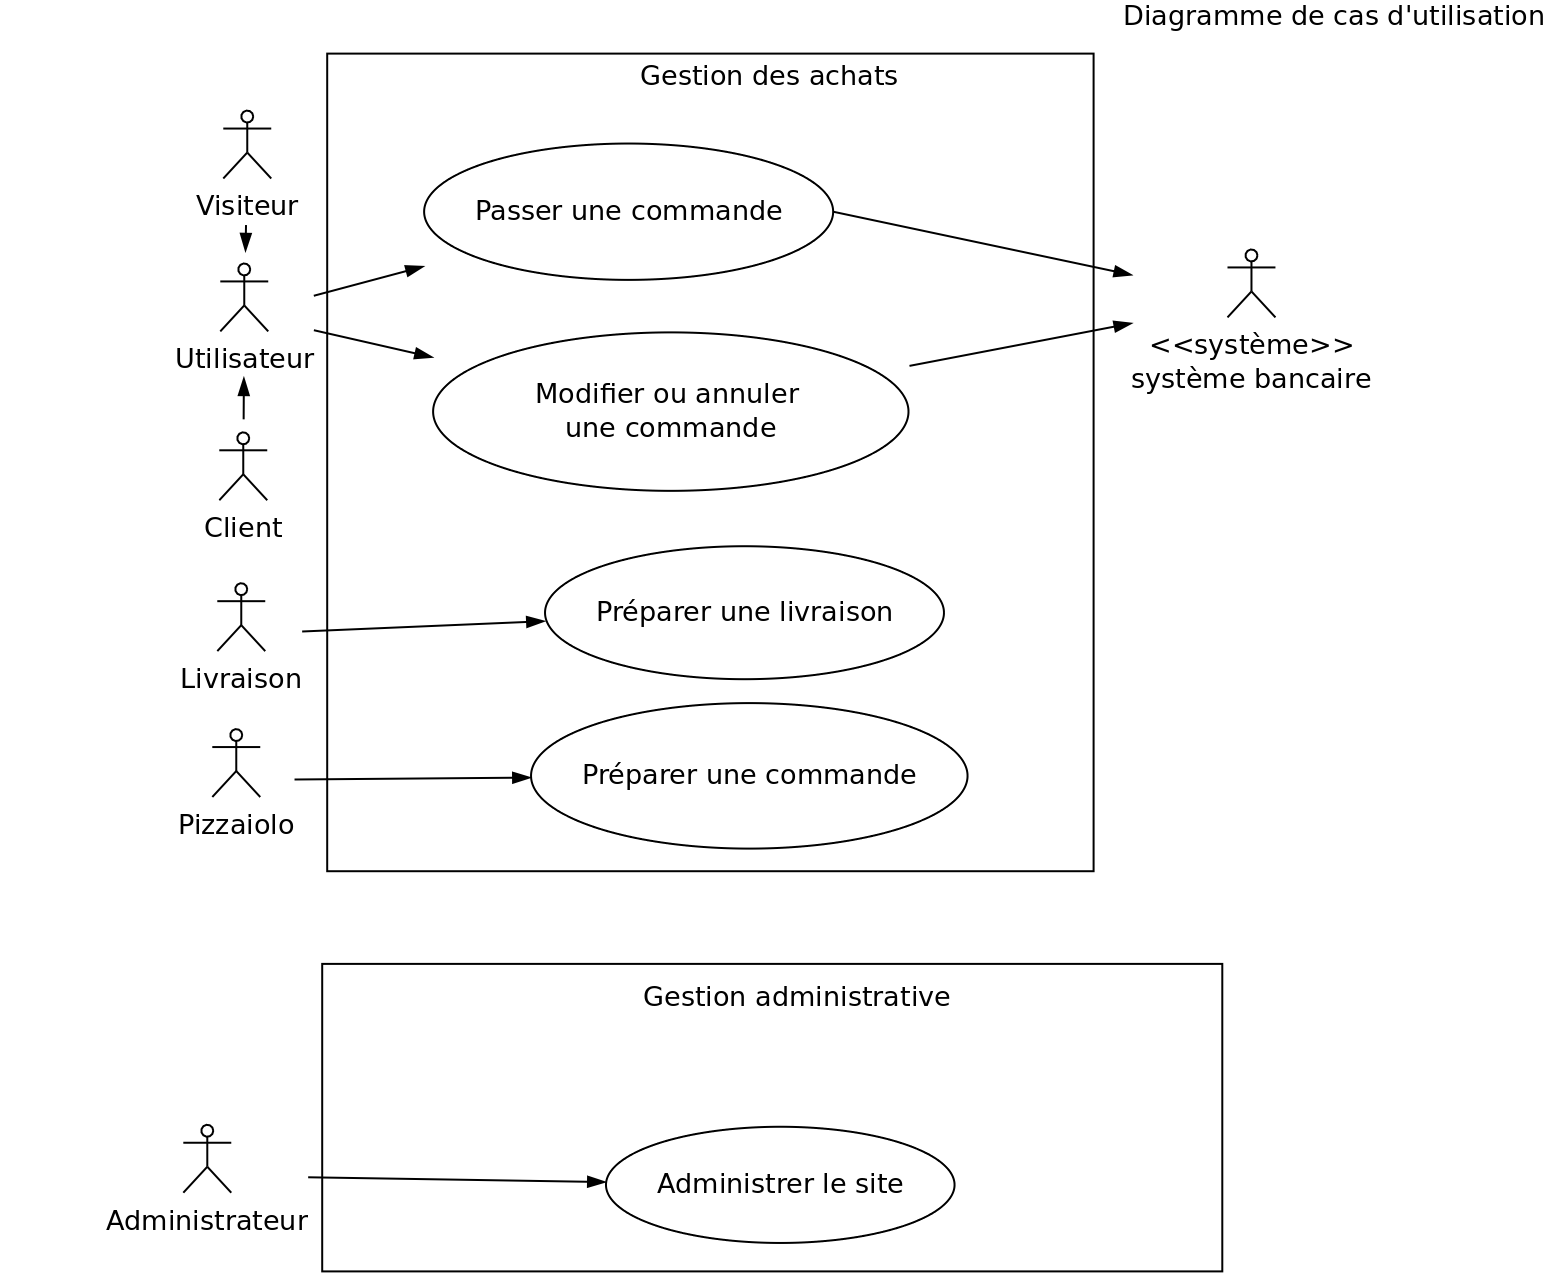 Diagramme de cas d'utilisation
Gestion des achats
Visiteur
Passer une commande
Utilisateur
<<système>>
système bancaire
Modifier ou annuler
une commande
Client
Préparer une livraison
Livraison
Préparer une commande
Pizzaiolo
Gestion administrative
Administrer le site
Administrateur